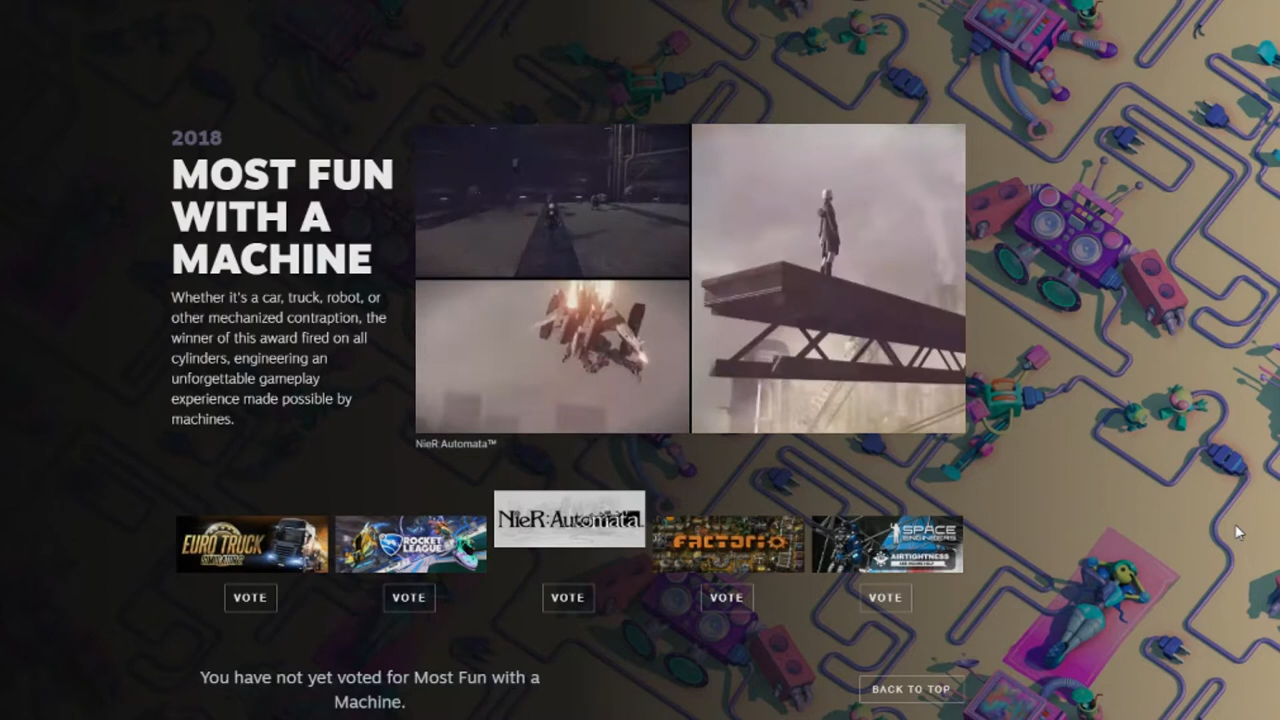 2018
MOST FUN
WITH A
MACHINE
Whether it's a car, truck, robot, or
other mechanized contraption, the
winner of this award fired on all
cylinders, engineering an
unforgettable gameplay
experience made possible by
machines.
NieR:Automata™
EURO TRUCK
SIMULATOR 2
ROCKET
LEAGUE
NieR:Automata
FACTORIO
SPACE
ENGINEERS
AIRTIGHTNESS
VOTE
VOTE
VOTE
VOTE
VOTE
You have not yet voted for Most Fun with a
Machine.
BACK TO TOP